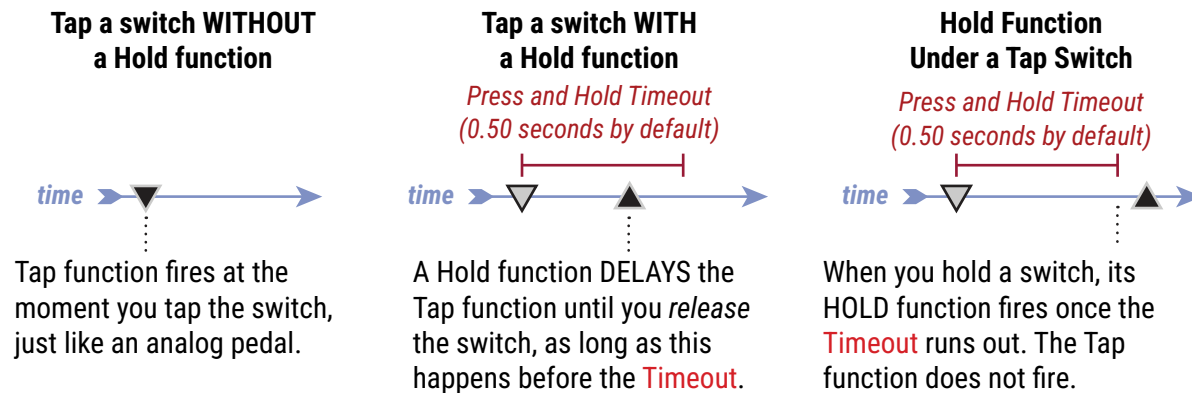 Tap a switch WITHOUT
a Hold function
time
Tap function fires at the
moment you tap the switch,
just like an analog pedal.
Tap a switch WITH
a Hold function
Press and Hold Timeout
(0.50 seconds by default)
time
A Hold function DELAYS the
Tap function until you release
the switch, as long as this
happens before the Timeout.
Hold Function
Under a Tap Switch
Press and Hold Timeout
(0.50 seconds by default)
time
When you hold a switch, its
HOLD function fires once the
Timeout runs out. The Tap
function does not fire.